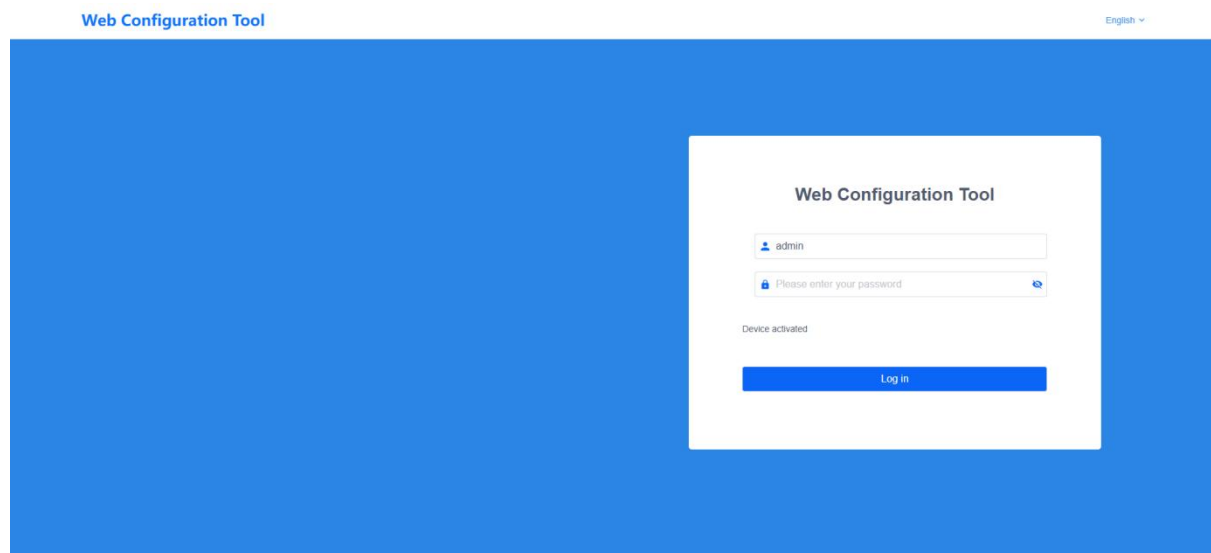 Web Configuration Tool
English
Web Configuration Tool
admin
Please enter your password
Device activated
Log in